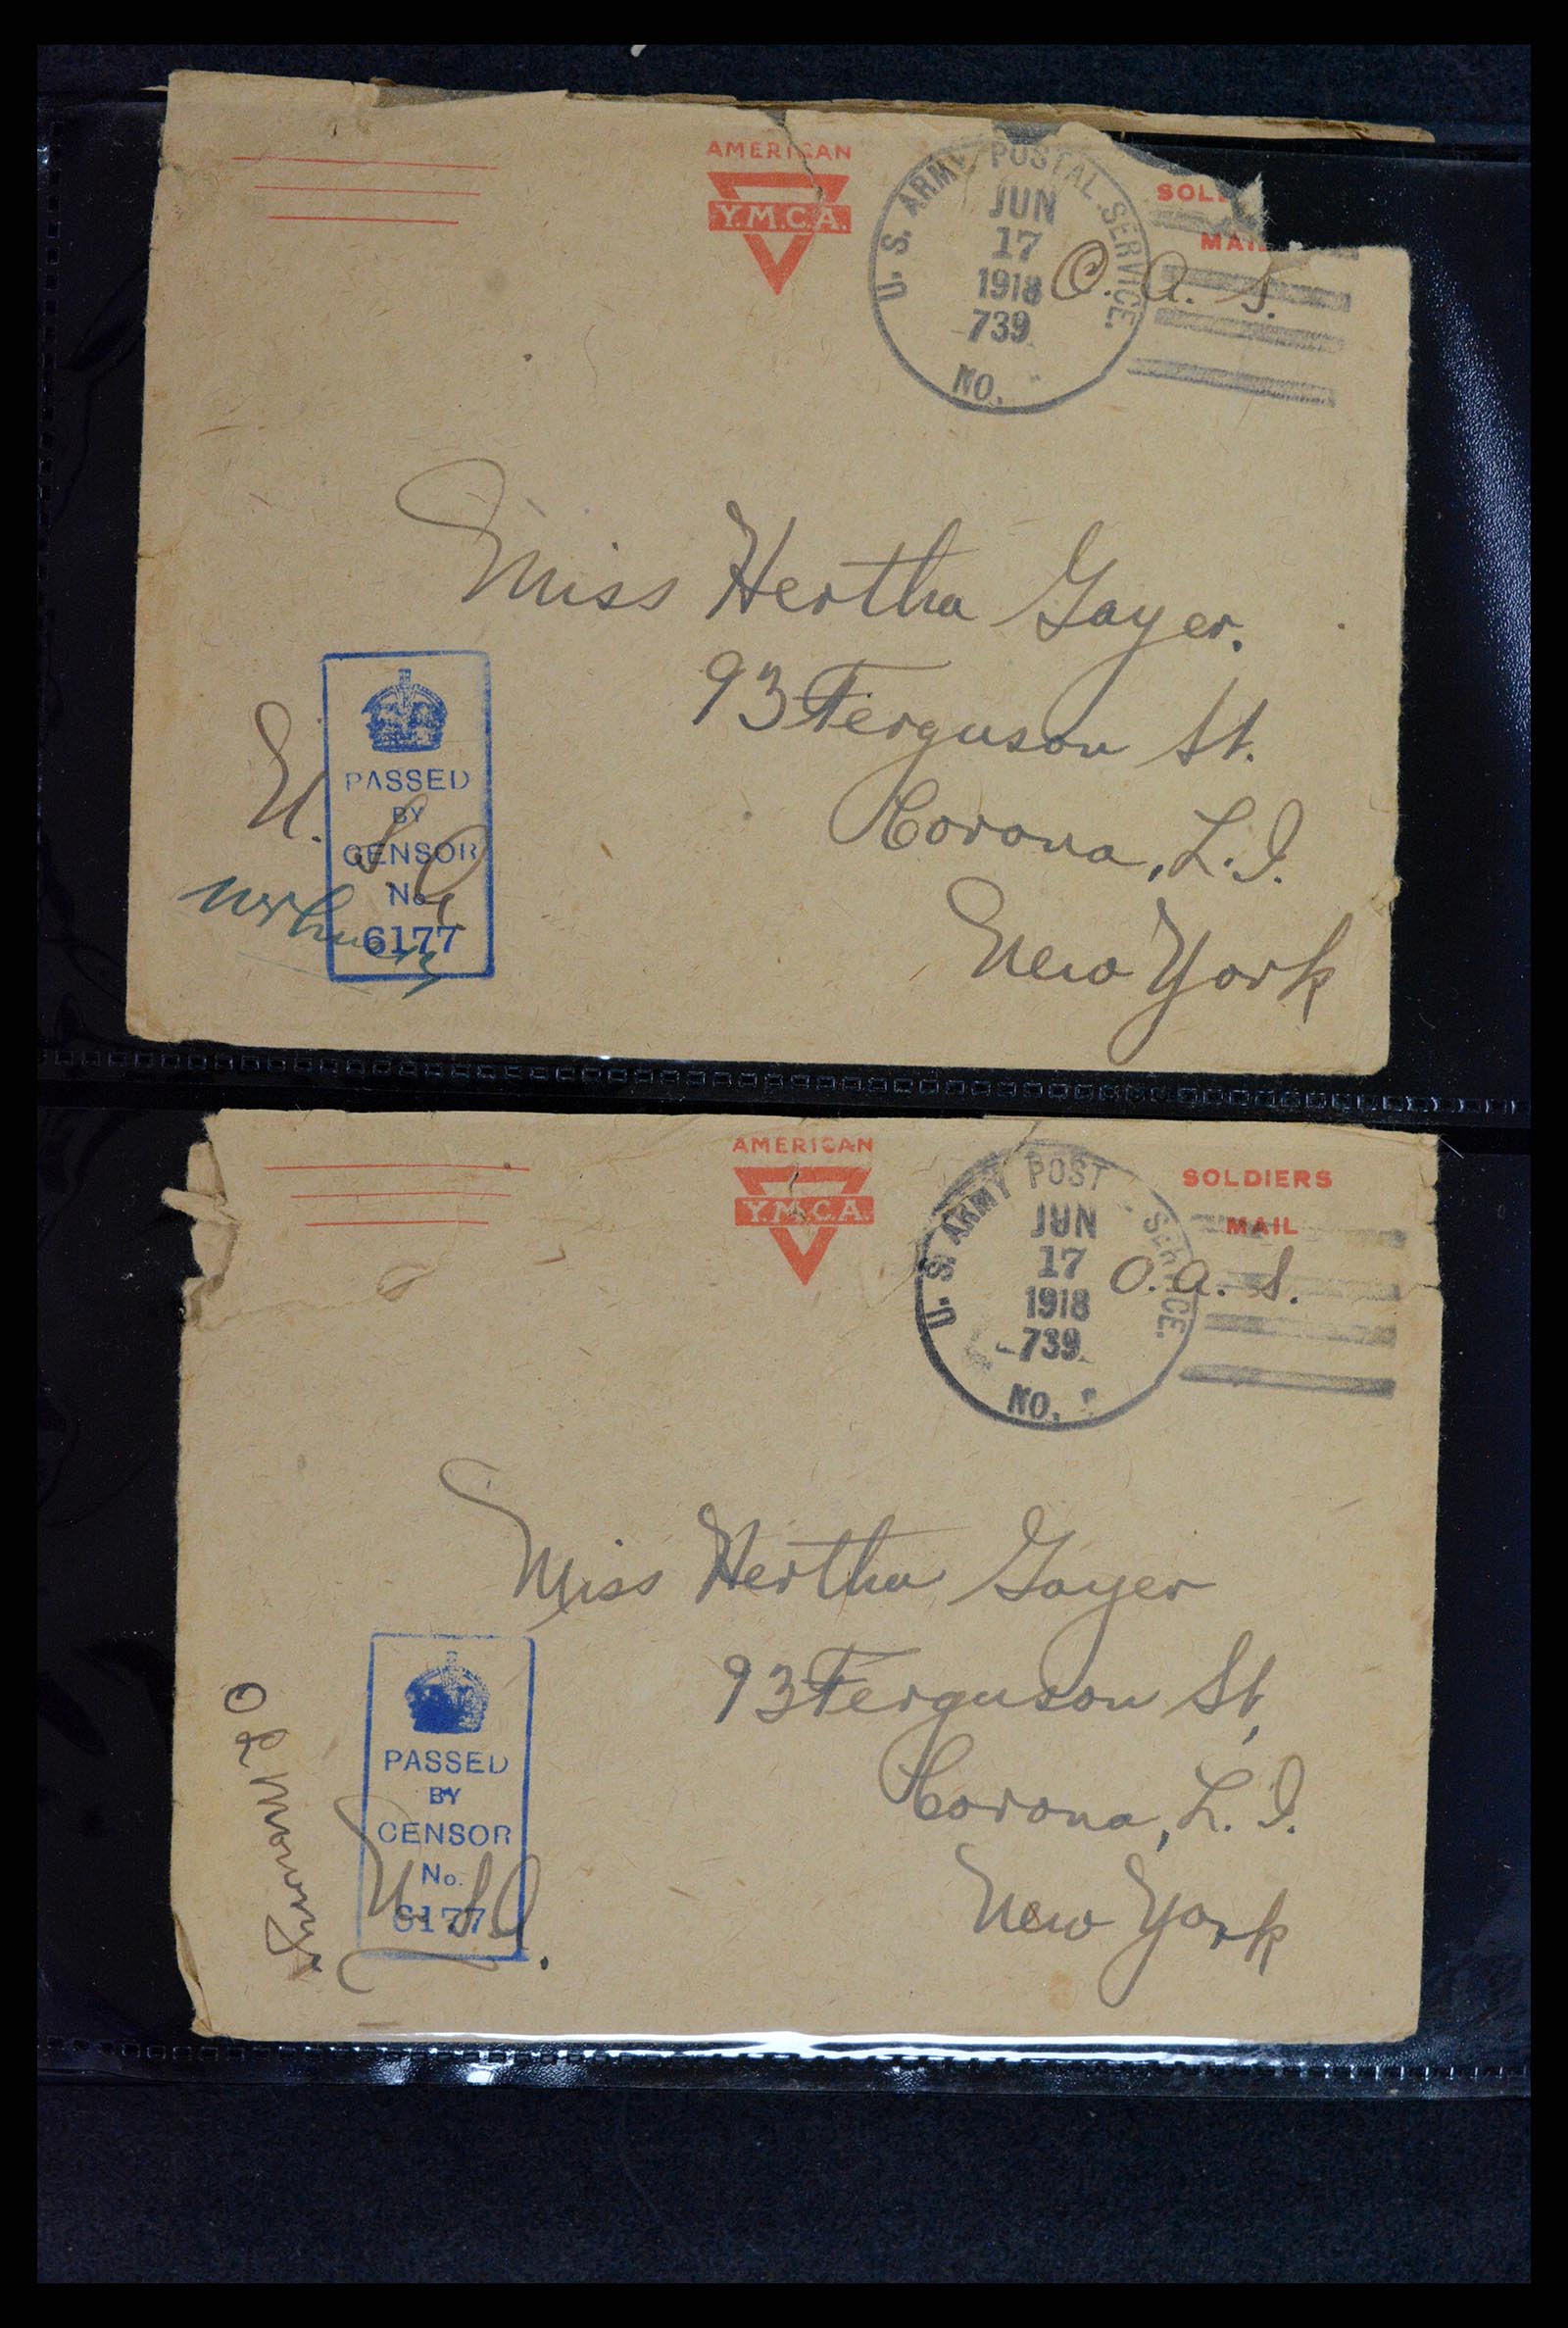 AMERICAN
Y.M.C.A.
U.S. ARMY POSTAL SERVICE.
JUN
17
1918
739
NO.
SOL
MAIL
O. A. S.
Miss Hertha Gayer.
93 Ferguson St.
Corona, L.I.
New York
PASSED
BY
CENSOR
No.
6177
U. S. A.
AMERICAN
Y.M.C.A.
U.S. ARMY POST SERVICE.
JUN
17
1918
739
NO.
SOLDIERS
MAIL
O. A. S.
Miss Hertha Gayer
93 Ferguson St,
Corona, L. I.
New York
PASSED
BY
CENSOR
No.
6177
U. S. A.